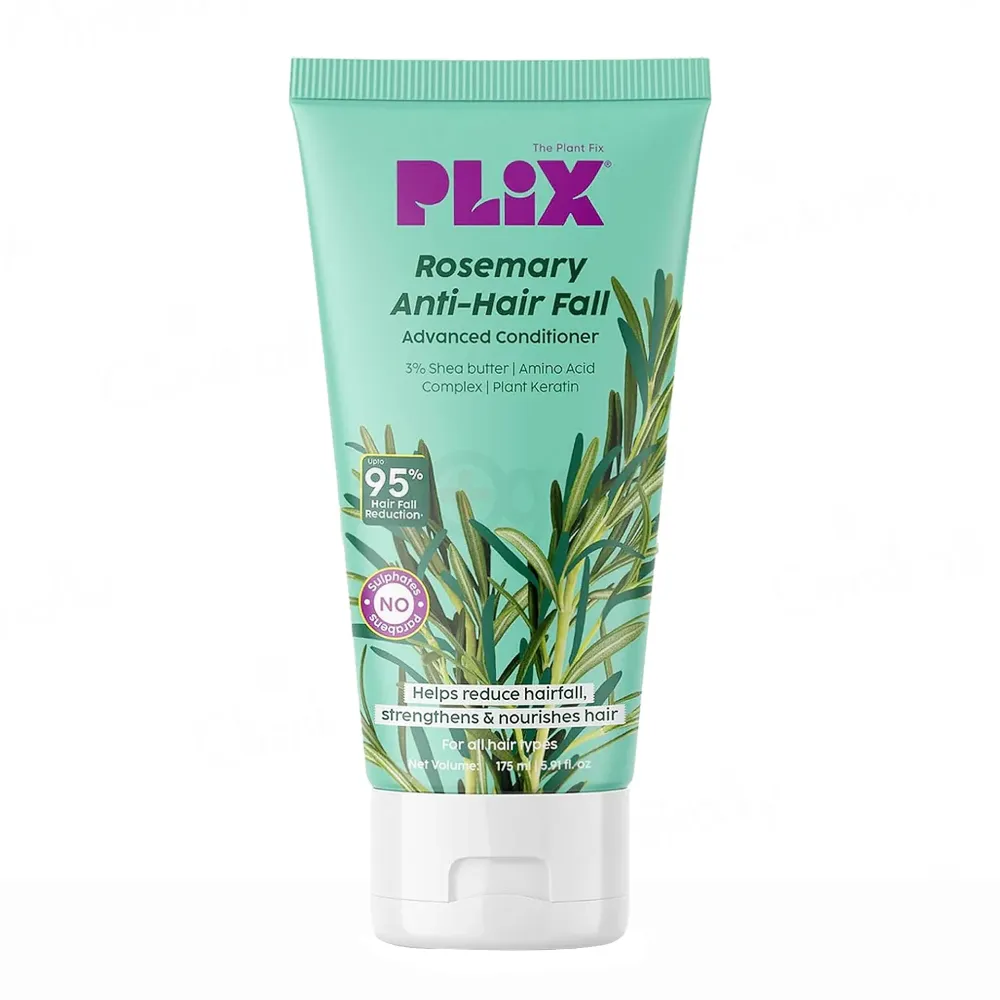 The Plant Fix
PLiX®
Rosemary
Anti-Hair Fall
Advanced Conditioner
3% Shea butter | Amino Acid
Complex | Plant Keratin
Upto
95%
Hair Fall
Reduction*
Sulphates
NO
Parabens
Helps reduce hairfall,
strengthens & nourishes hair
For all hair types
Net Volume: 175 ml | 5.91 fl. oz